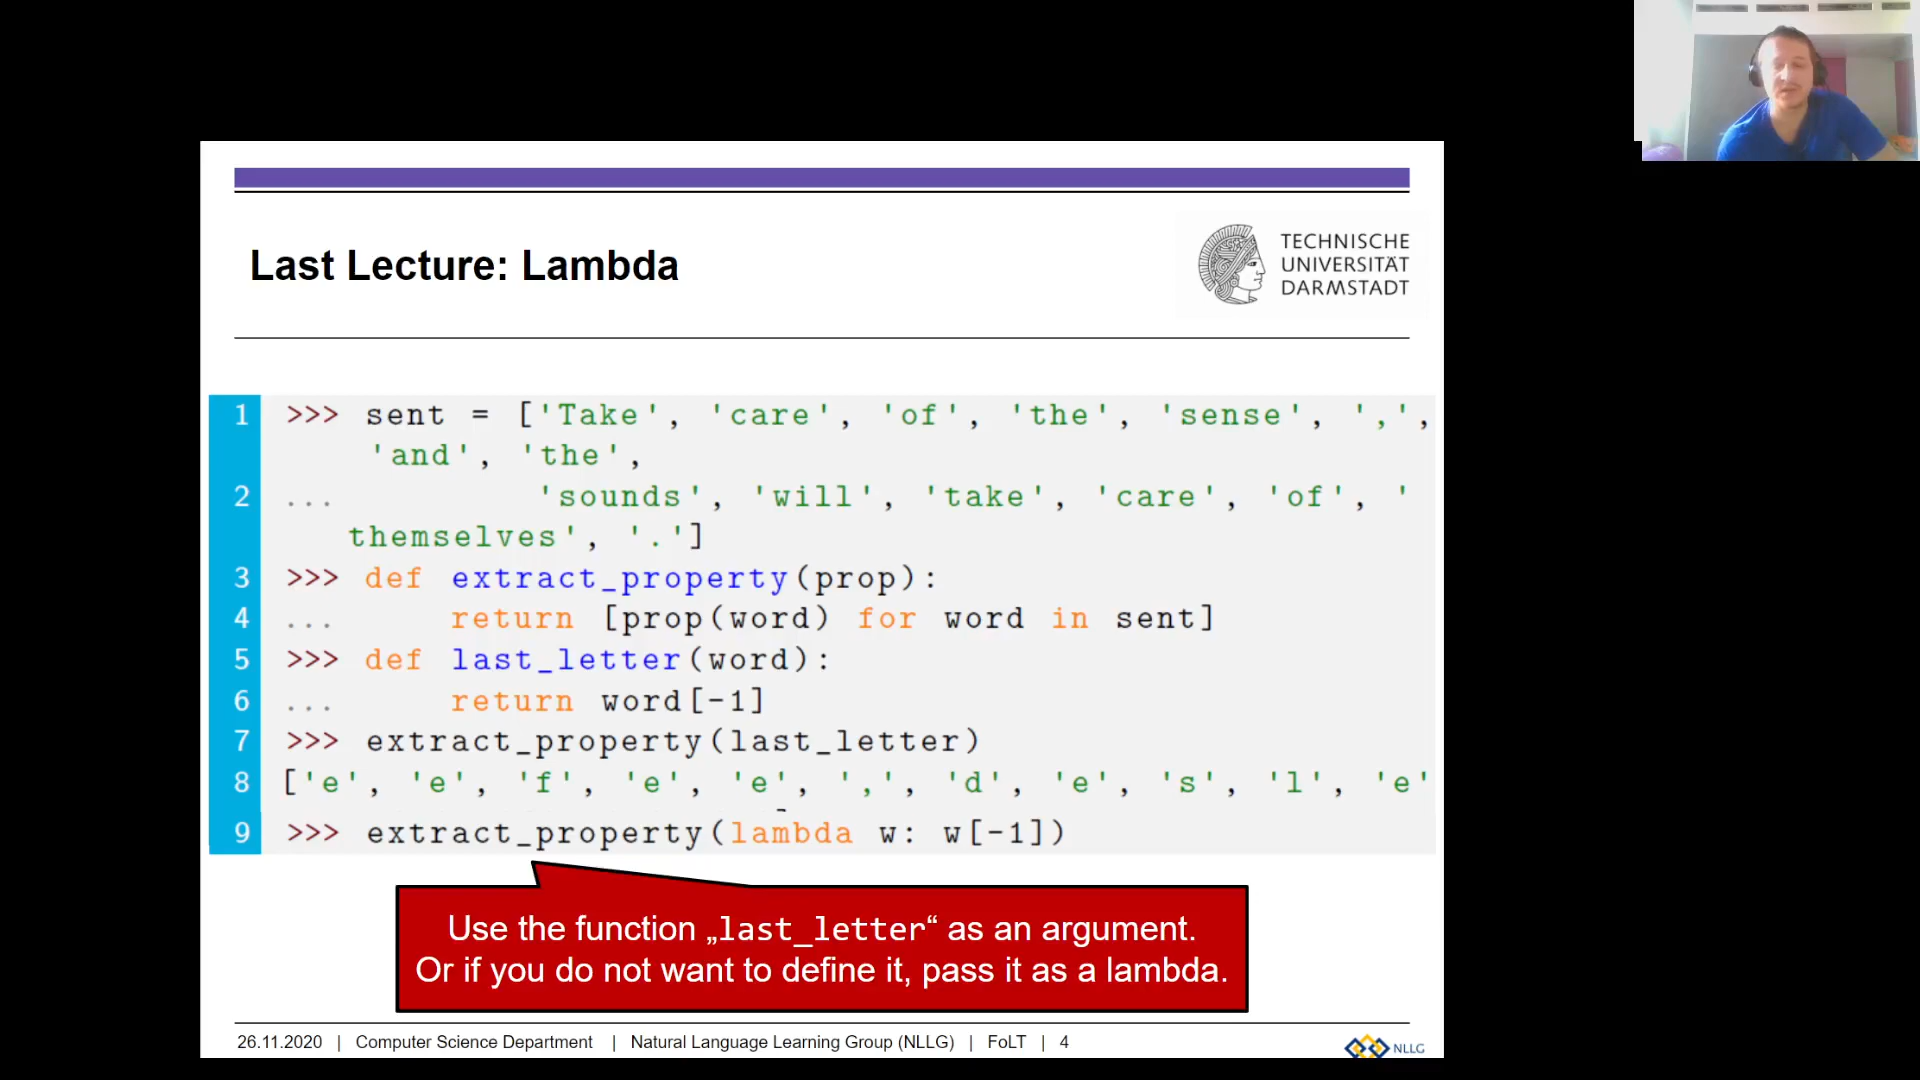 Last Lecture: Lambda
TECHNISCHE
UNIVERSITÄT
DARMSTADT
1 >>> sent = ['Take', 'care', 'of', 'the', 'sense', ',',
'and', 'the',
2 ... 'sounds', 'will', 'take', 'care', 'of', '
themselves', '.']
3 >>> def extract_property(prop):
4 ... return [prop(word) for word in sent]
5 >>> def last_letter(word):
6 ... return word[-1]
7 >>> extract_property(last_letter)
8 ['e', 'e', 'f', 'e', 'e', ',', 'd', 'e', 's', 'l', 'e'
9 >>> extract_property(lambda w: w[-1])
Use the function „last_letter“ as an argument.
Or if you do not want to define it, pass it as a lambda.
26.11.2020 | Computer Science Department | Natural Language Learning Group (NLLG) | FoLT | 4
NLLG